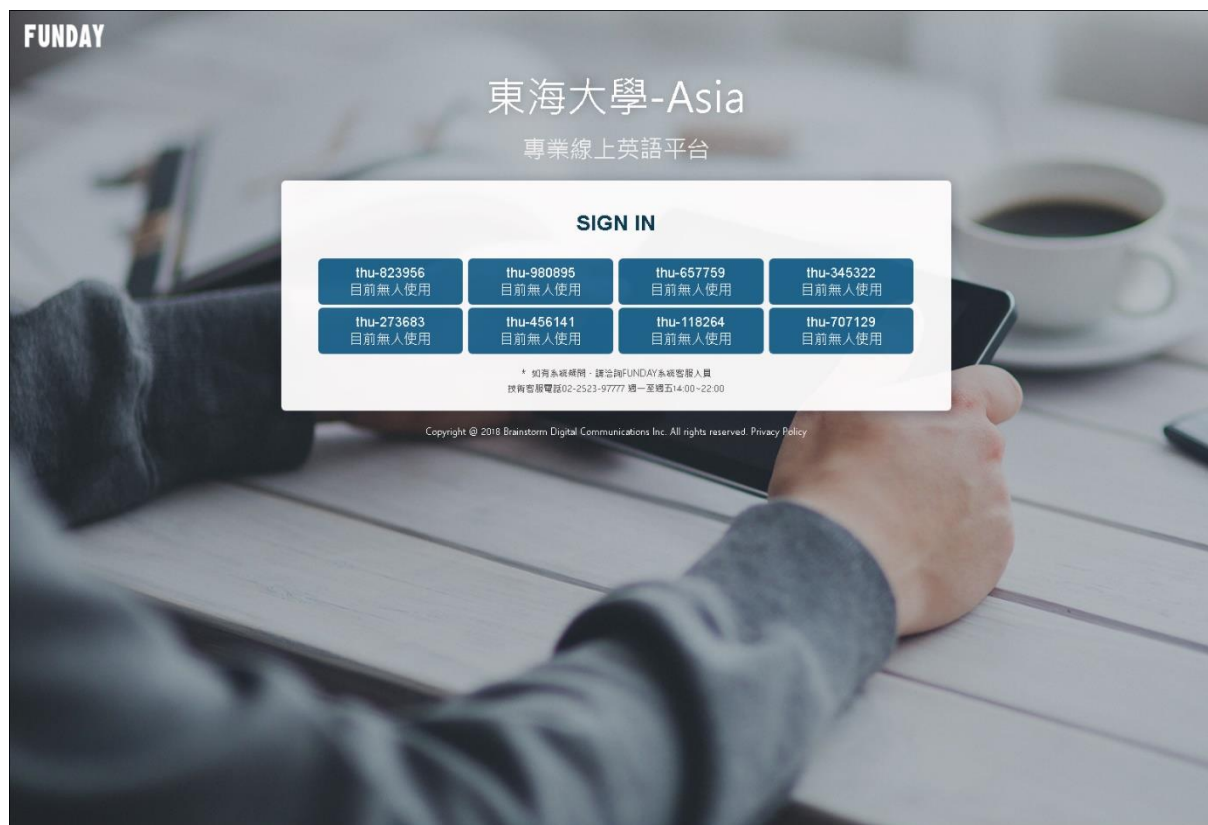 FUNDAY
東海大學-Asia
專業線上英語平台
SIGN IN
thu-823956
目前無人使用
thu-980895
目前無人使用
thu-657759
目前無人使用
thu-345322
目前無人使用
thu-273683
目前無人使用
thu-456141
目前無人使用
thu-118264
目前無人使用
thu-707129
目前無人使用
* 如有系統疑問,請洽詢FUNDAY系統客服人員
技術客服電話02-2523-97777 週一至週五14:00~22:00
Copyright @ 2018 Brainstorm Digital Communications Inc. All rights reserved. Privacy Policy